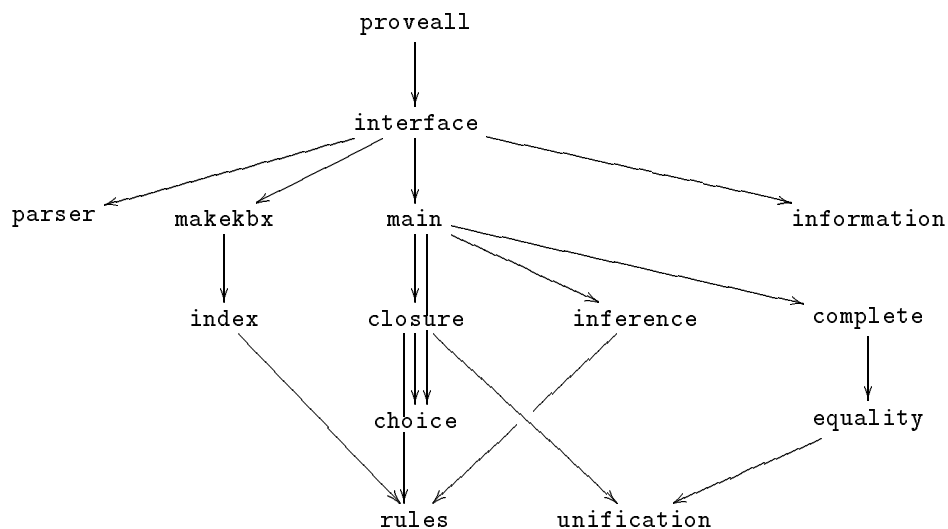 proveall
interface
parser
makekbx
main
information
index
closure
inference
complete
choice
equality
rules
unification